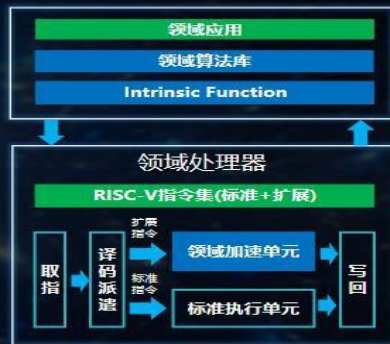 领域应用
领域算法库
Intrinsic Function
领域处理器
RISC-V指令集(标准+扩展)
取指
译码派遣
扩展指令
标准指令
领域加速单元
标准执行单元
写回